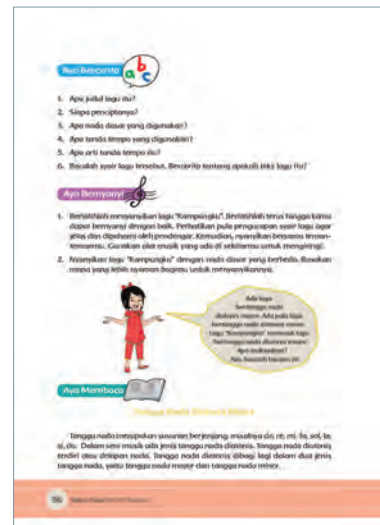 Ayo Bercerita
a b c
1. Apa judul lagu itu?
2. Siapa penciptanya?
3. Apa nada dasar yang digunakan?
4. Apa tanda tempo yang digunakan?
5. Apa arti tanda tempo itu?
6. Bacalah syair lagu tersebut. Bercerita tentang apakah teks lagu itu?
Ayo Bernyanyi
1. Berlatihlah menyanyikan lagu "Kampungku". Berlatihlah terus hingga kamu
dapat bernyanyi dengan baik. Perhatikan pula pengucapan syair lagu agar
jelas dan dipahami oleh pendengar. Kemudian, nyanyikan bersama teman-
temanmu. Gunakan alat musik yang ada di sekitarmu untuk mengiringi.
2. Nyanyikan lagu "Kampungku" dengan nada dasar yang berbeda. Rasakan
mana yang lebih nyaman bagimu untuk menyanyikannya.
Ada lagu
bertangga nada
diatonis mayor. Ada pula lagu
bertangga nada diatonis minor.
Lagu "Kampungku" termasuk lagu
bertangga nada diatonis
Apa maksudnya?
Ayo, bacalah bacaan ini
Ayo Membaca
Tangga Nada Diatonis
Tangga nada merupakan susunan berjenjang, misalnya do, re, mi, fa, sol, la,
si, do. Dalam seni musik ada jenis tangga nada diatonis. Tangga nada diatonis
terdiri atas delapan nada. Tangga nada diatonis dibagi lagi dalam dua jenis
tangga nada, yaitu tangga nada mayor dan tangga nada minor.